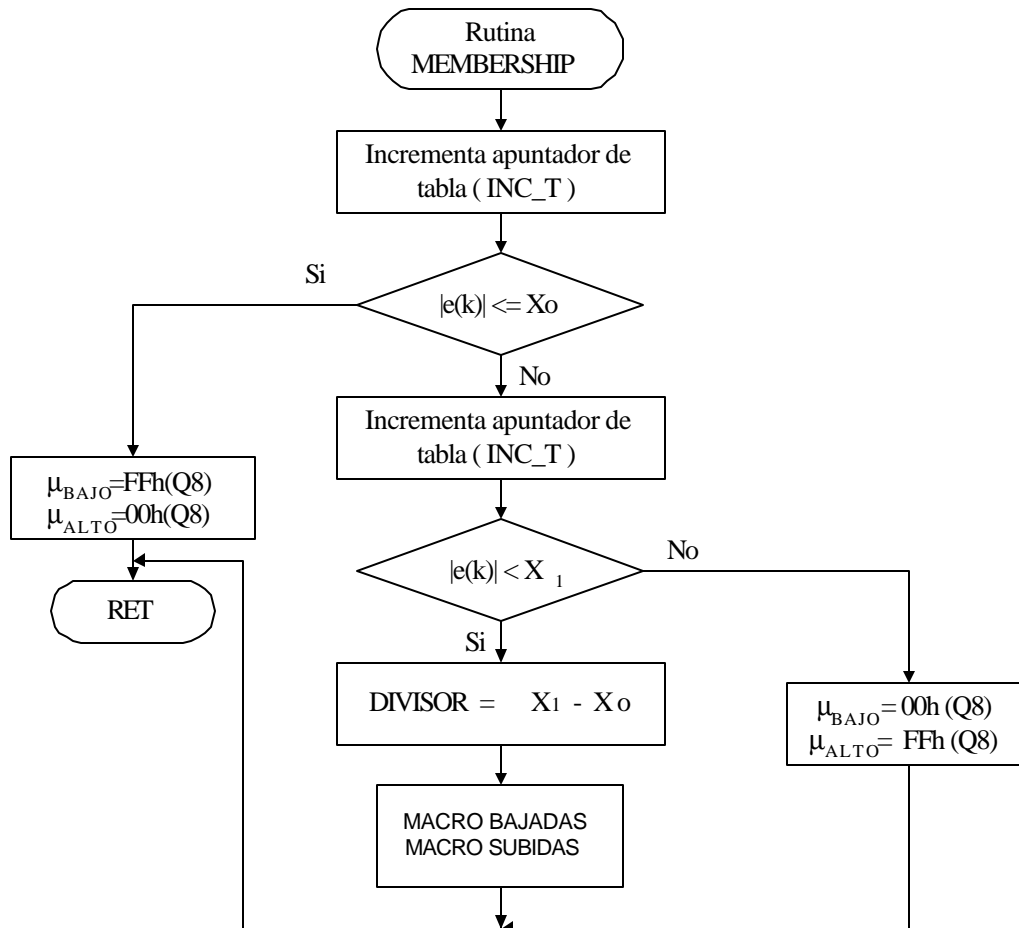 Rutina
MEMBERSHIP
Incrementa apuntador de
tabla ( INC_T )
Si
|e(k)| <= Xo
No
Incrementa apuntador de
tabla ( INC_T )
μBAJO=FFh(Q8)
μALTO=00h(Q8)
RET
|e(k)| < X 1
No
Si
DIVISOR = X1 - Xo
μBAJO= 00h (Q8)
μALTO= FFh (Q8)
MACRO BAJADAS
MACRO SUBIDAS